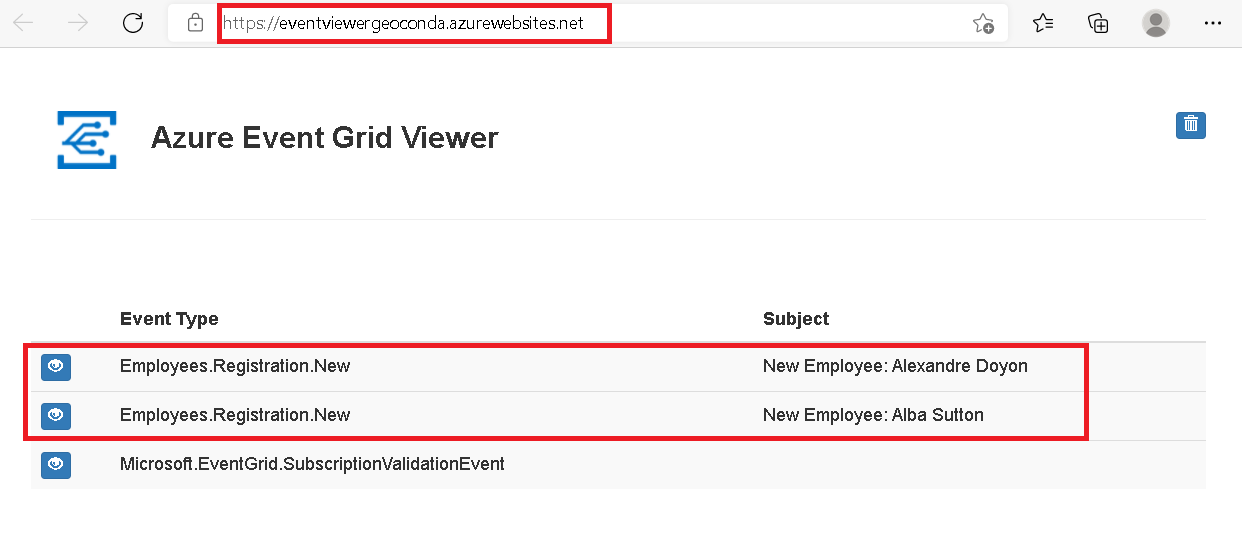 https://eventviewergeoconda.azurewebsites.net
Azure Event Grid Viewer
Event Type Subject
Employees.Registration.New New Employee: Alexandre Doyon
Employees.Registration.New New Employee: Alba Sutton
Microsoft.EventGrid.SubscriptionValidationEvent